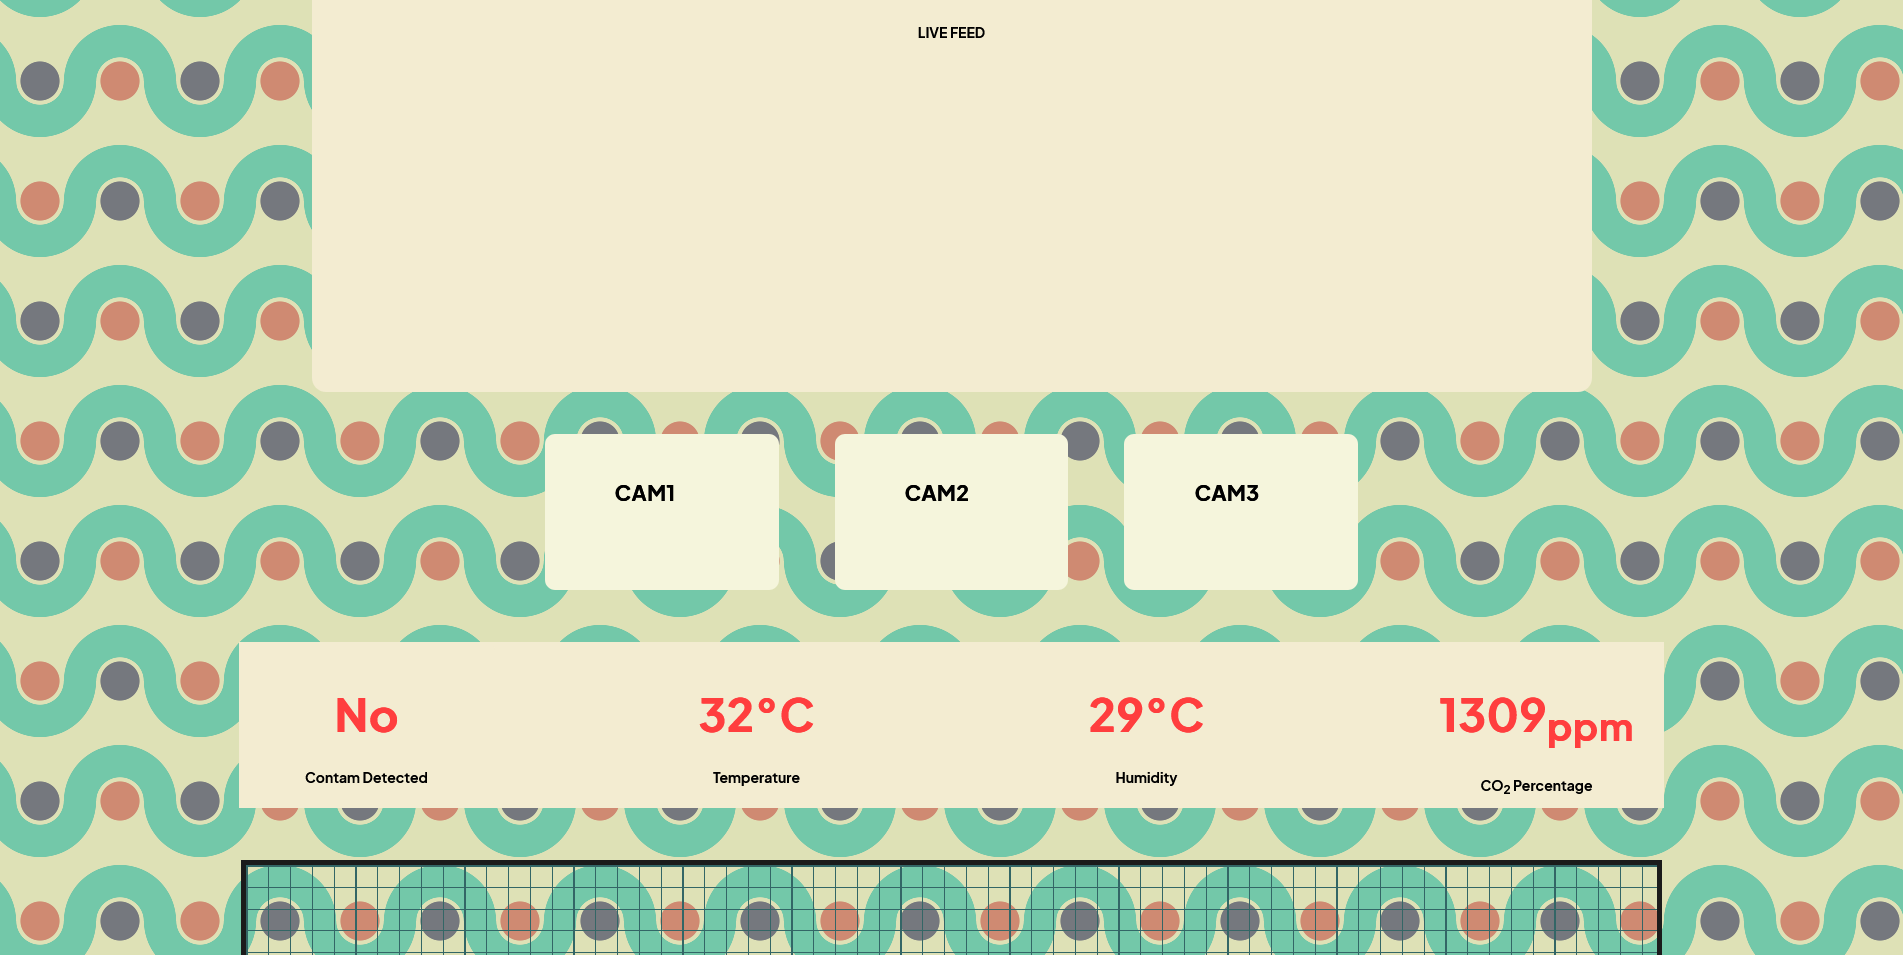 LIVE FEED
CAM1 CAM2 CAM3
No 32°C 29°C 1309ppm
Contam Detected Temperature Humidity CO₂ Percentage